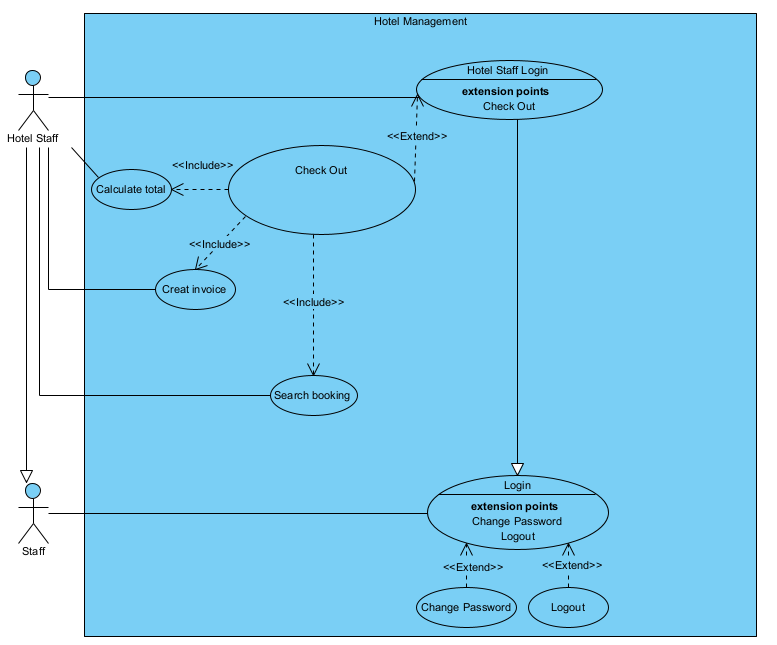 Hotel Management
Hotel Staff Login
extension points
Check Out
<<Extend>>
Hotel Staff
<<Include>>
Check Out
Calculate total
<<Include>>
Creat invoice
<<Include>>
Search booking
Login
extension points
Change Password
Logout
Staff
<<Extend>>
<<Extend>>
Change Password
Logout